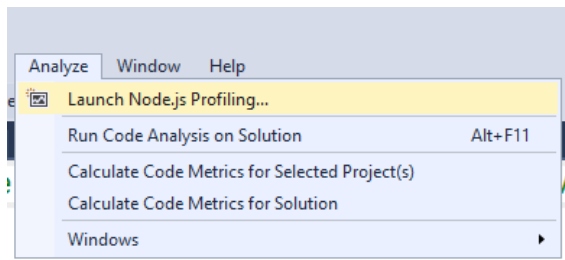 Analyze Window Help
Launch Node.js Profiling...
Run Code Analysis on Solution Alt+F11
Calculate Code Metrics for Selected Project(s)
Calculate Code Metrics for Solution
Windows